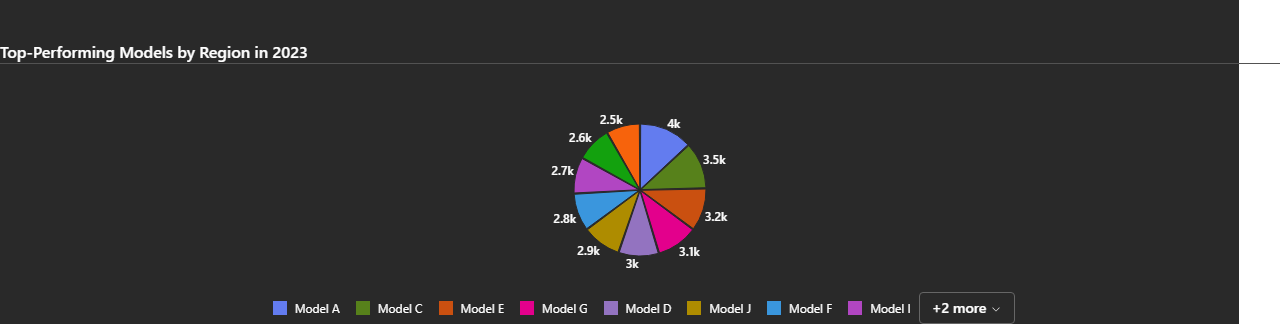 Top-Performing Models by Region in 2023
2.5k
4k
2.6k
3.5k
2.7k
3.2k
2.8k
3.1k
2.9k
3k
Model A Model C Model E Model G Model D Model J Model F Model I +2 more